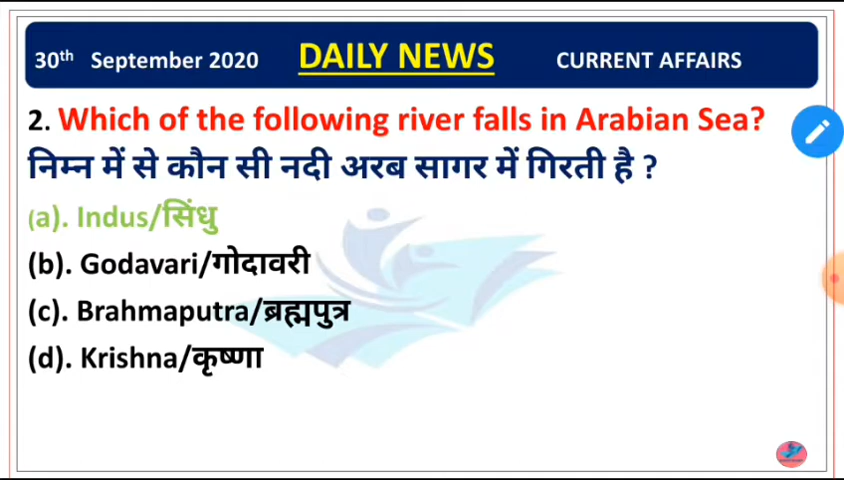 30th September 2020 DAILY NEWS CURRENT AFFAIRS
2. Which of the following river falls in Arabian Sea?
निम्न में से कौन सी नदी अरब सागर में गिरती है ?
(a). Indus/सिंधु
(b). Godavari/गोदावरी
(c). Brahmaputra/ब्रह्मपुत्र
(d). Krishna/कृष्णा